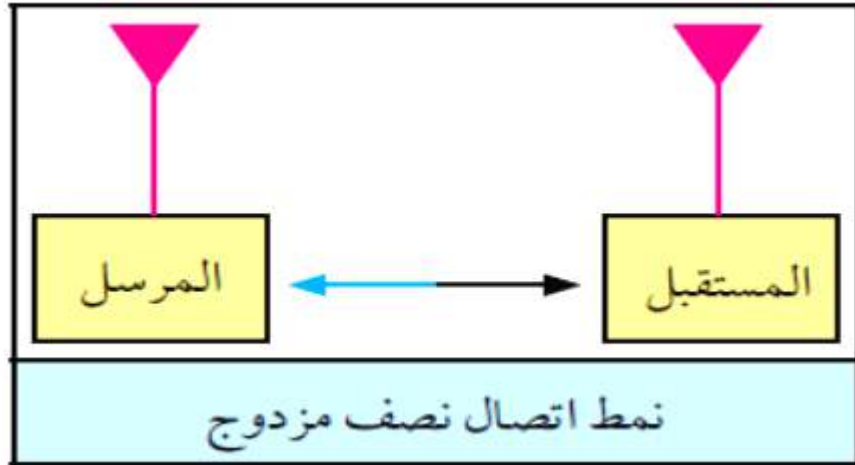 المستقبل
المرسل
نمط اتصال نصف مزدوج